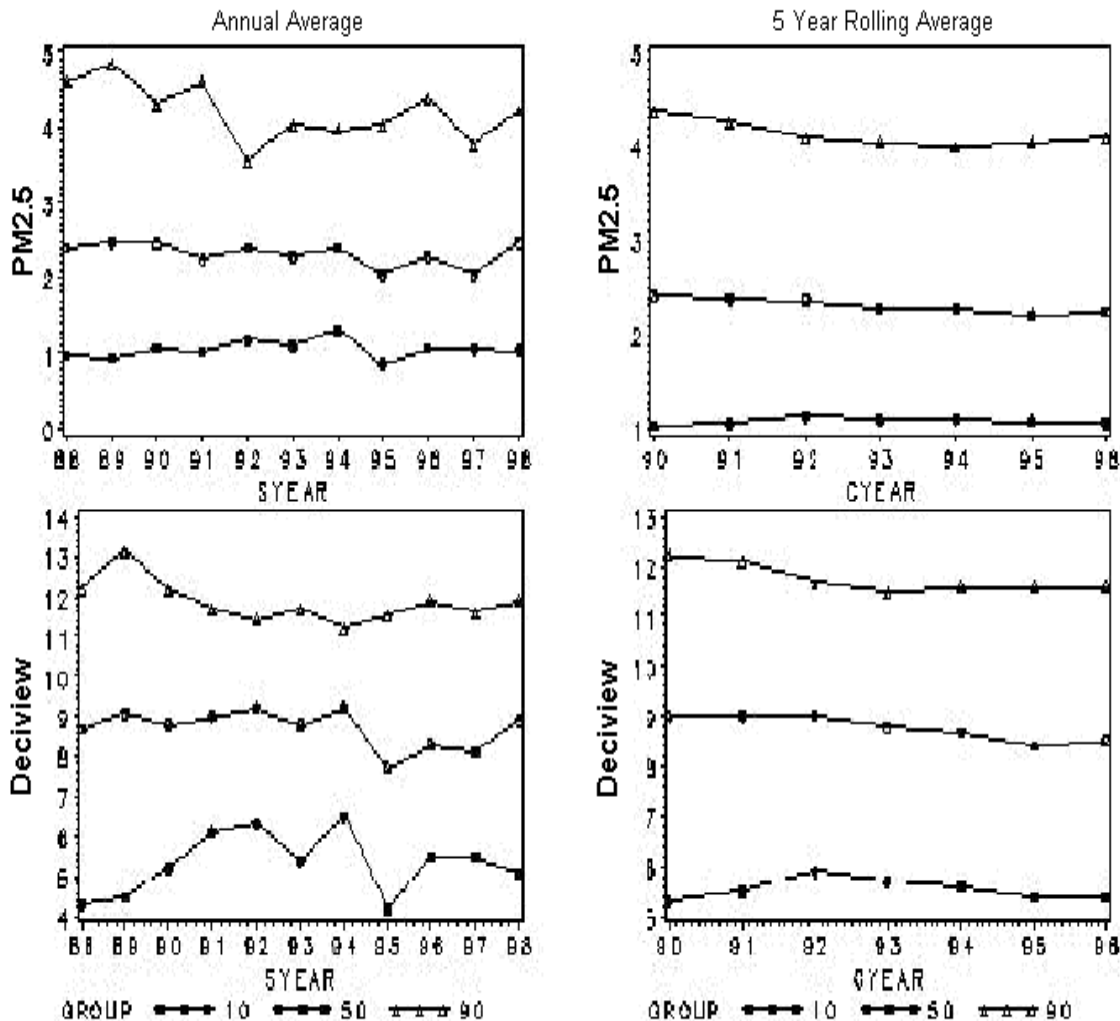 Annual Average
5 Year Rolling Average
PM2.5
5
4
3
2
1
0
88 89 90 91 92 93 94 95 96 97 98
SYEAR
PM2.5
5
4
3
2
1
90 91 92 93 94 95 96
CYEAR
Deciview
14
13
12
11
10
9
8
7
6
5
4
88 89 90 91 92 93 94 95 96 97 98
SYEAR
GROUP 10 50 90
Deciview
13
12
11
10
9
8
7
6
5
90 91 92 93 94 95 96
CYEAR
GROUP 10 50 90